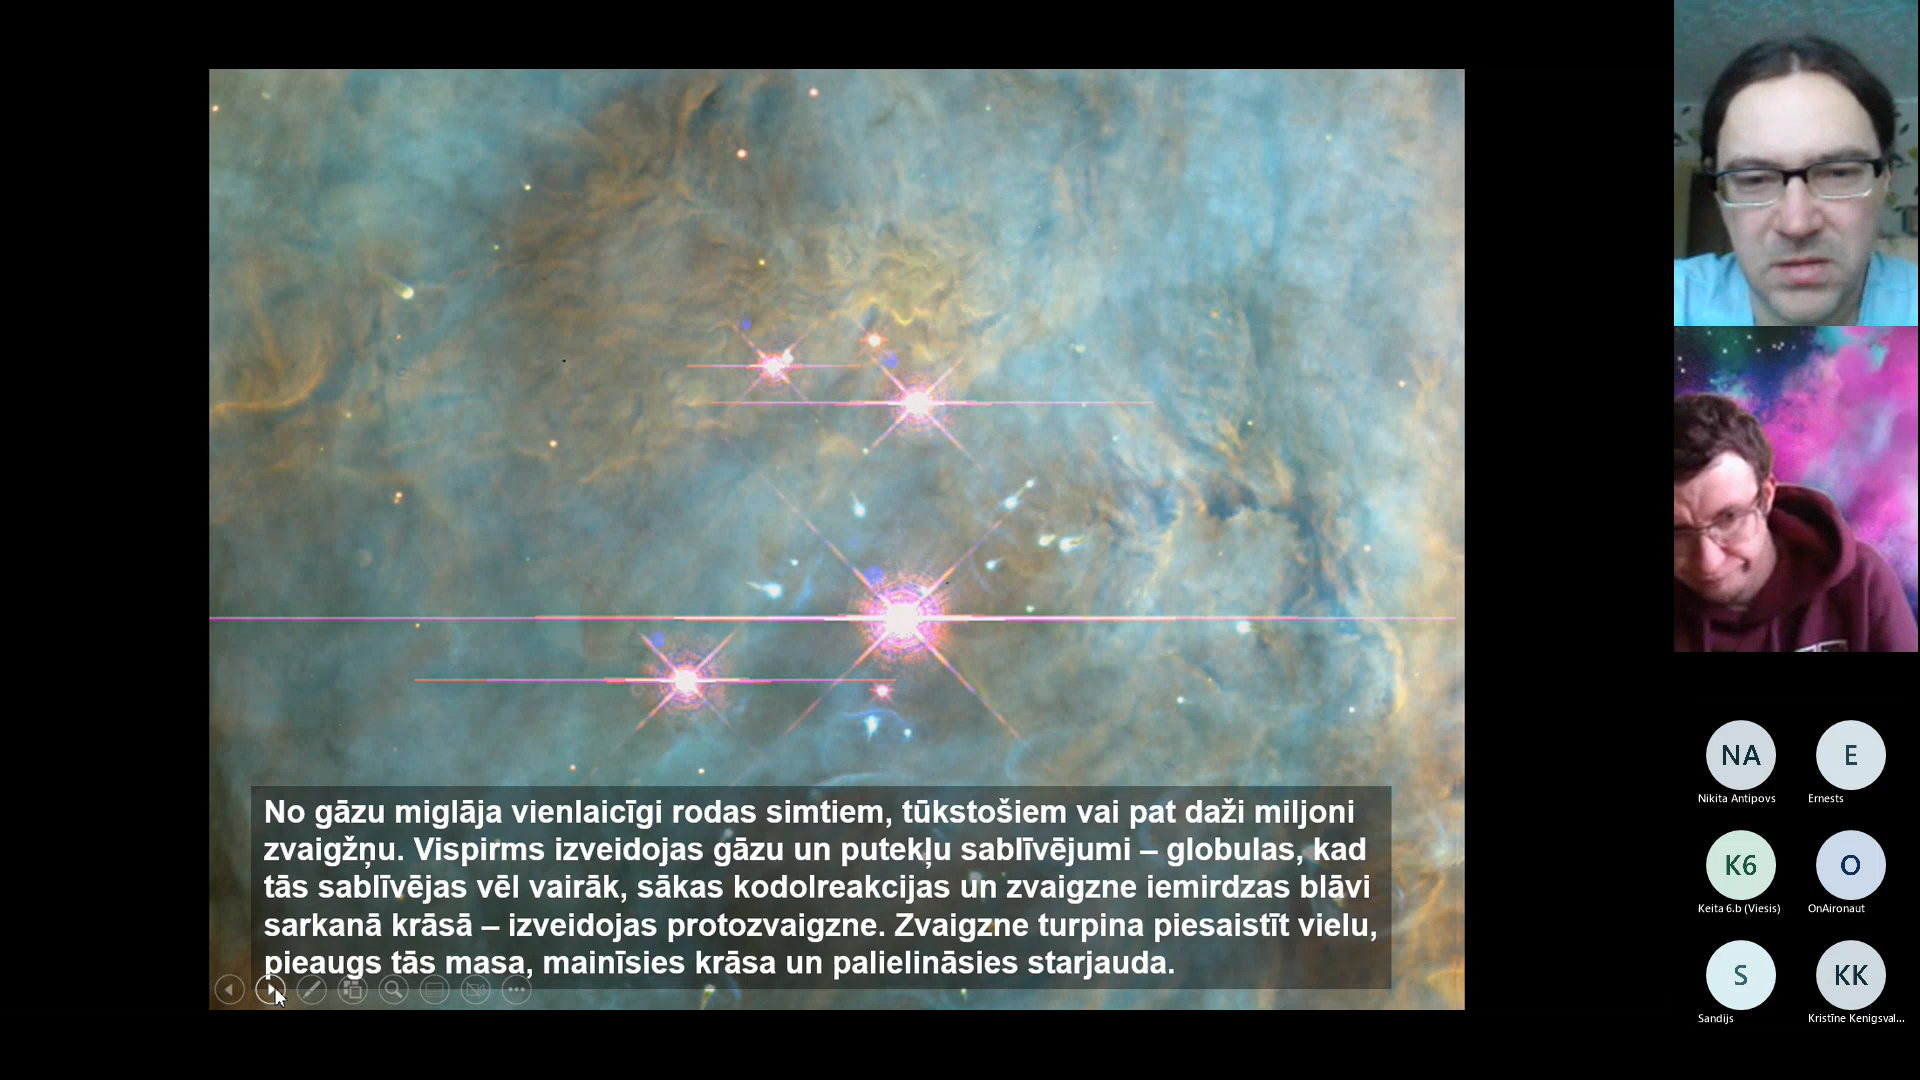 No gāzu miglāja vienlaicīgi rodas simtiem, tūkstošiem vai pat daži miljoni
zvaigžņu. Vispirms izveidojas gāzu un putekļu sablīvējumi – globulas, kad
tās sablīvējas vēl vairāk, sākas kodolreakcijas un zvaigzne iemirdzas blāvi
sarkanā krāsā – izveidojas protozvaigzne. Zvaigzne turpina piesaistīt vielu,
pieaugs tās masa, mainīsies krāsa un palielināsies starjauda.
NA
Nikita Antipovs
E
Ernests
K6
Keita 6.b (Viesis)
O
OnAironaut
S
Sandijs
KK
Kristīne Kenigsval...